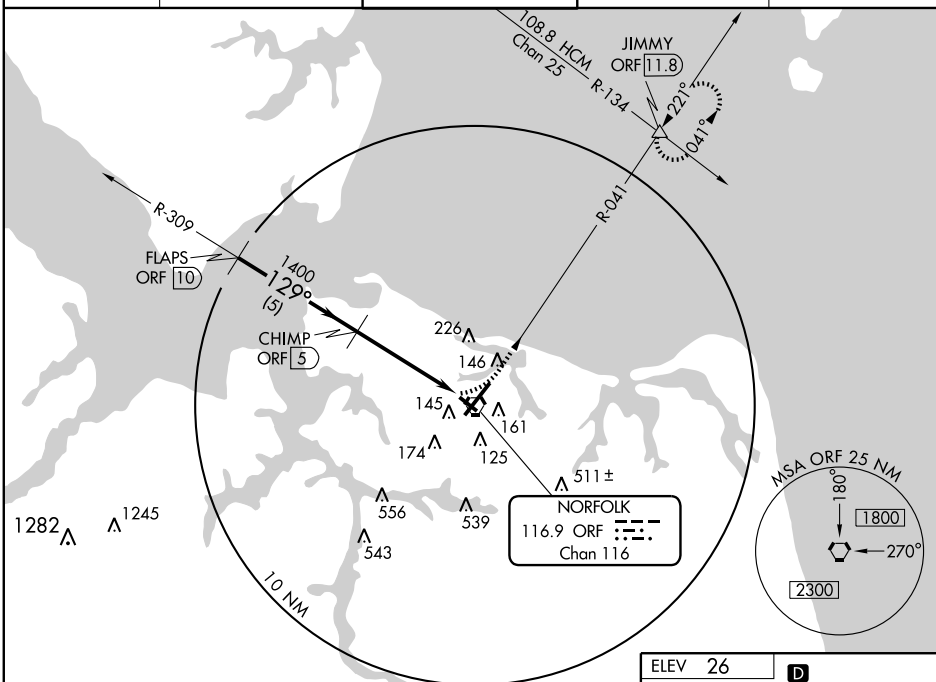 108.8 HCM
Chan 25
R-134
JIMMY
ORF 11.8
221°
041°
R-041
R-309
FLAPS
ORF 10
1400
129°
(5)
CHIMP
ORF 5
226
146
145
161
174
125
511±
556
539
543
1282
1245
NORFOLK
116.9 ORF
Chan 116
10 NM
MSA ORF 25 NM
180°
1800
270°
2300
ELEV 26
D